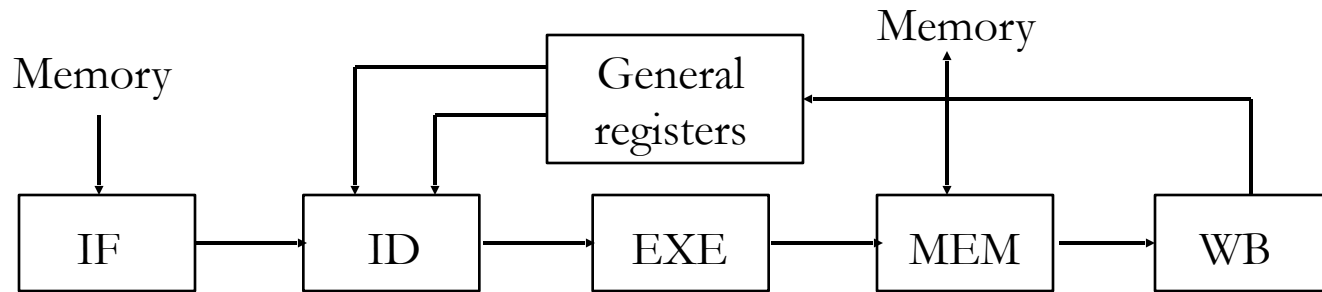 Memory
General
registers
Memory
IF
ID
EXE
MEM
WB